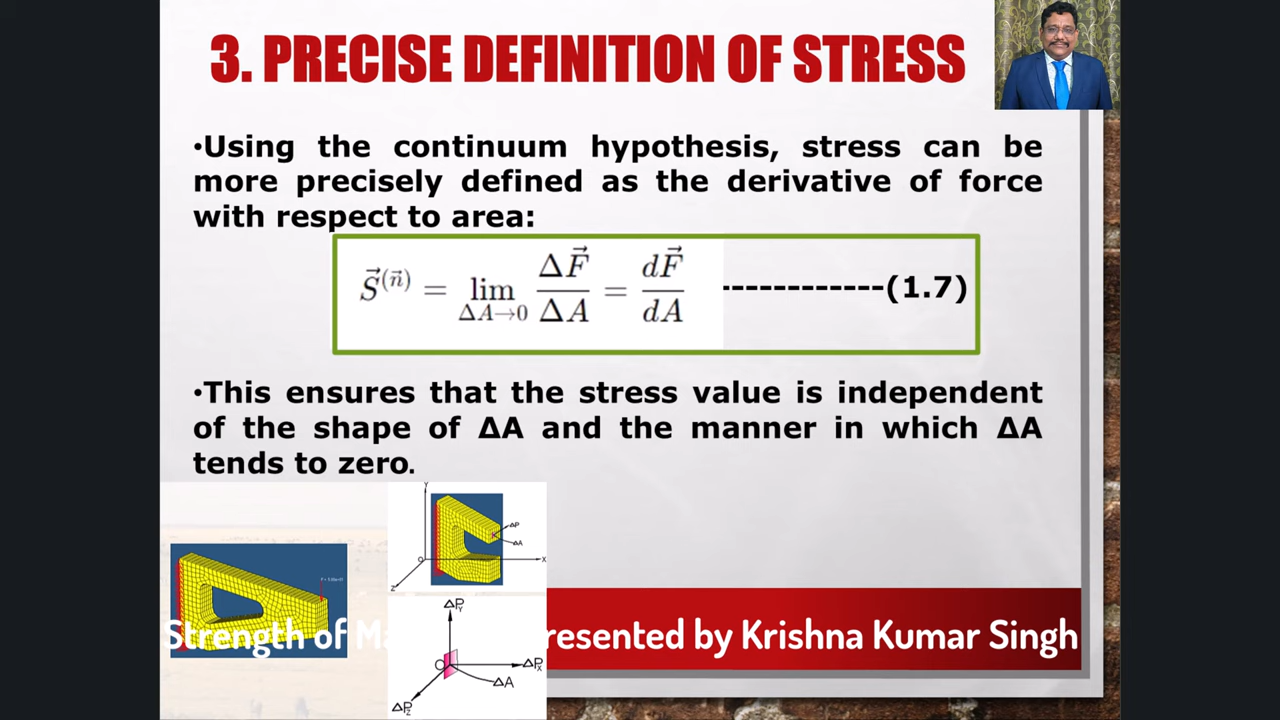 3. PRECISE DEFINITION OF STRESS
•Using the continuum hypothesis, stress can be
more precisely defined as the derivative of force
with respect to area:
S⃗^(n⃗) = lim_{ΔA→0} ΔF⃗/ΔA = dF⃗/dA ------------(1.7)
•This ensures that the stress value is independent
of the shape of ΔA and the manner in which ΔA
tends to zero.
Y
ΔP
ΔA
O
X
Z
ΔP_Y
O
ΔP_X
ΔA
ΔP_Z
Strength of Ma resented by Krishna Kumar Singh